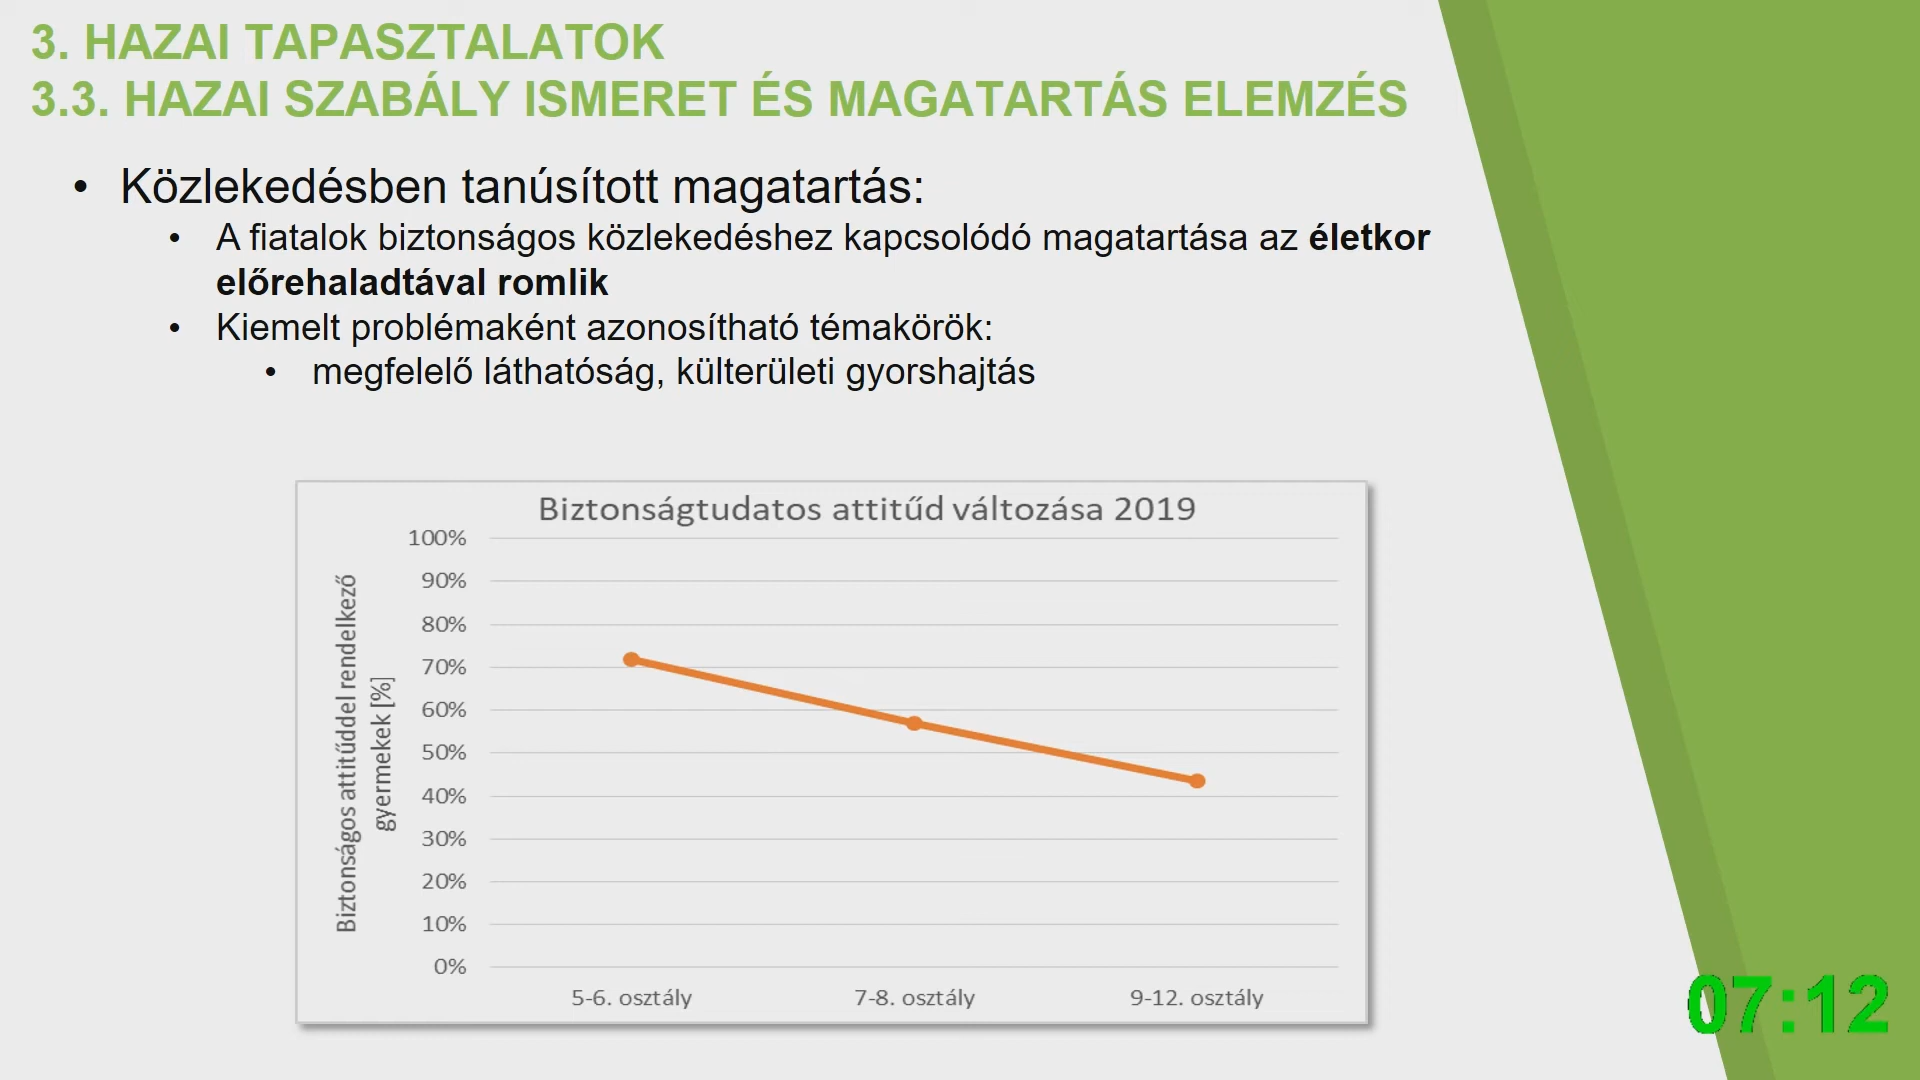 3. HAZAI TAPASZTALATOK
3.3. HAZAI SZABÁLY ISMERET ÉS MAGATARTÁS ELEMZÉS
• Közlekedésben tanúsított magatartás:
• A fiatalok biztonságos közlekedéshez kapcsolódó magatartása az életkor
előrehaladtával romlik
• Kiemelt problémaként azonosítható témakörök:
• megfelelő láthatóság, külterületi gyorshajtás
Biztonságtudatos attitűd változása 2019
Biztonságos attitűddel rendelkező
gyermekek [%]
100%
90%
80%
70%
60%
50%
40%
30%
20%
10%
0%
5-6. osztály
7-8. osztály
9-12. osztály
07:12